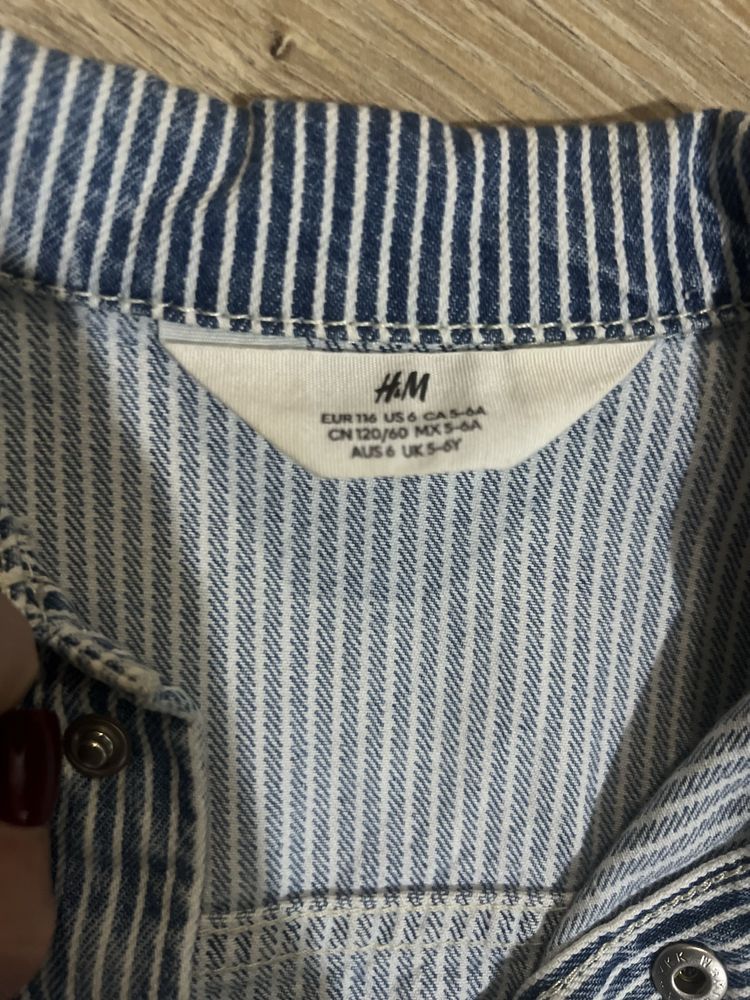 H&M
EUR 116 US 6 CA 5-6A
CN 120/60 MX 5-6A
AUS 6 UK 5-6Y